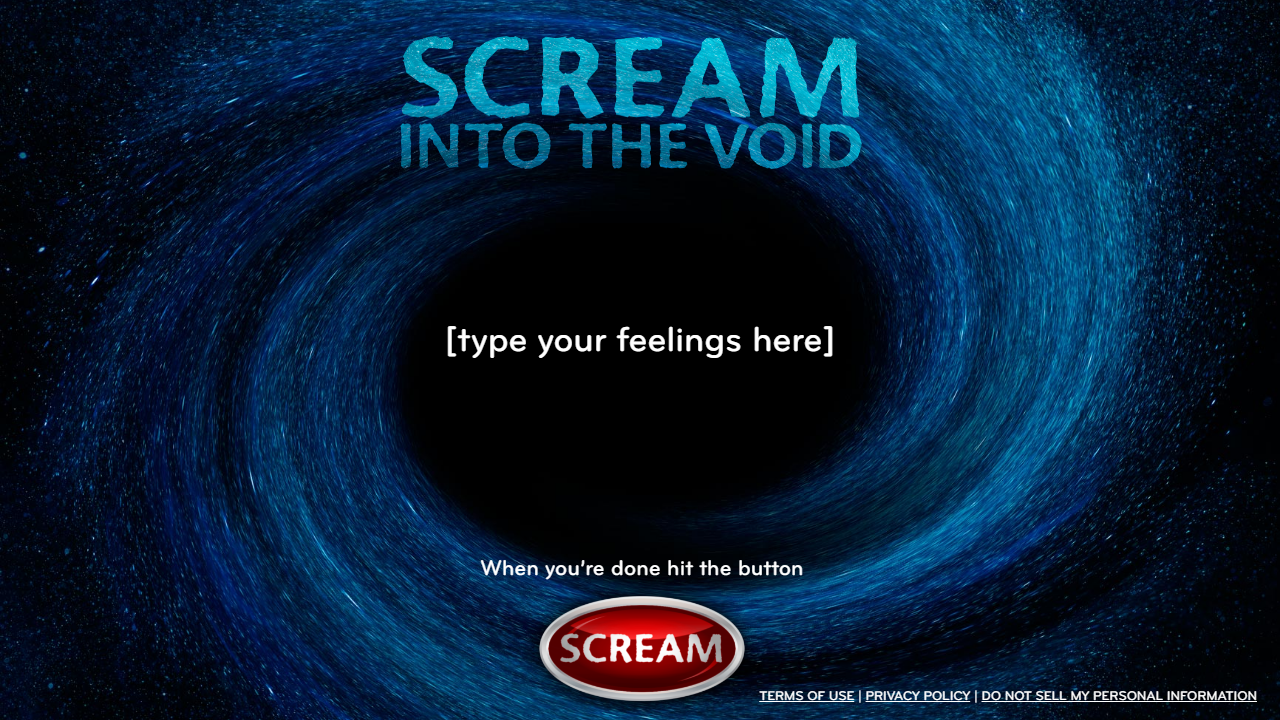 SCREAM
INTO THE VOID
[type your feelings here]
When you're done hit the button
SCREAM
TERMS OF USE | PRIVACY POLICY | DO NOT SELL MY PERSONAL INFORMATION